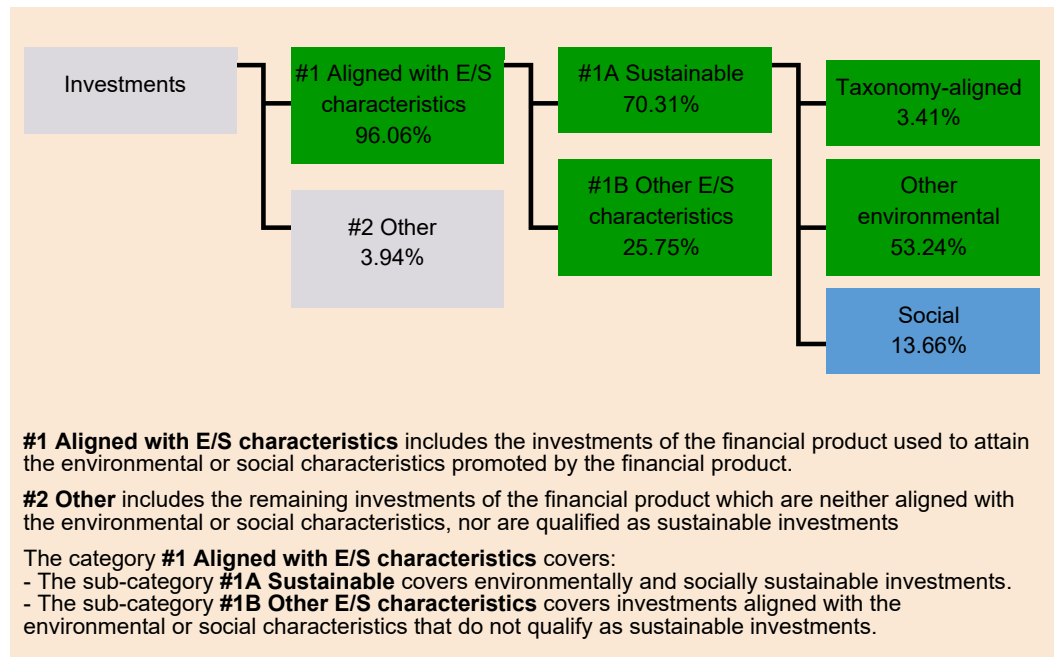 Investments
#1 Aligned with E/S
characteristics
96.06%
#2 Other
3.94%
#1A Sustainable
70.31%
#1B Other E/S
characteristics
25.75%
Taxonomy-aligned
3.41%
Other
environmental
53.24%
Social
13.66%
#1 Aligned with E/S characteristics includes the investments of the financial product used to attain
the environmental or social characteristics promoted by the financial product.
#2 Other includes the remaining investments of the financial product which are neither aligned with
the environmental or social characteristics, nor are qualified as sustainable investments
The category #1 Aligned with E/S characteristics covers:
- The sub-category #1A Sustainable covers environmentally and socially sustainable investments.
- The sub-category #1B Other E/S characteristics covers investments aligned with the
environmental or social characteristics that do not qualify as sustainable investments.